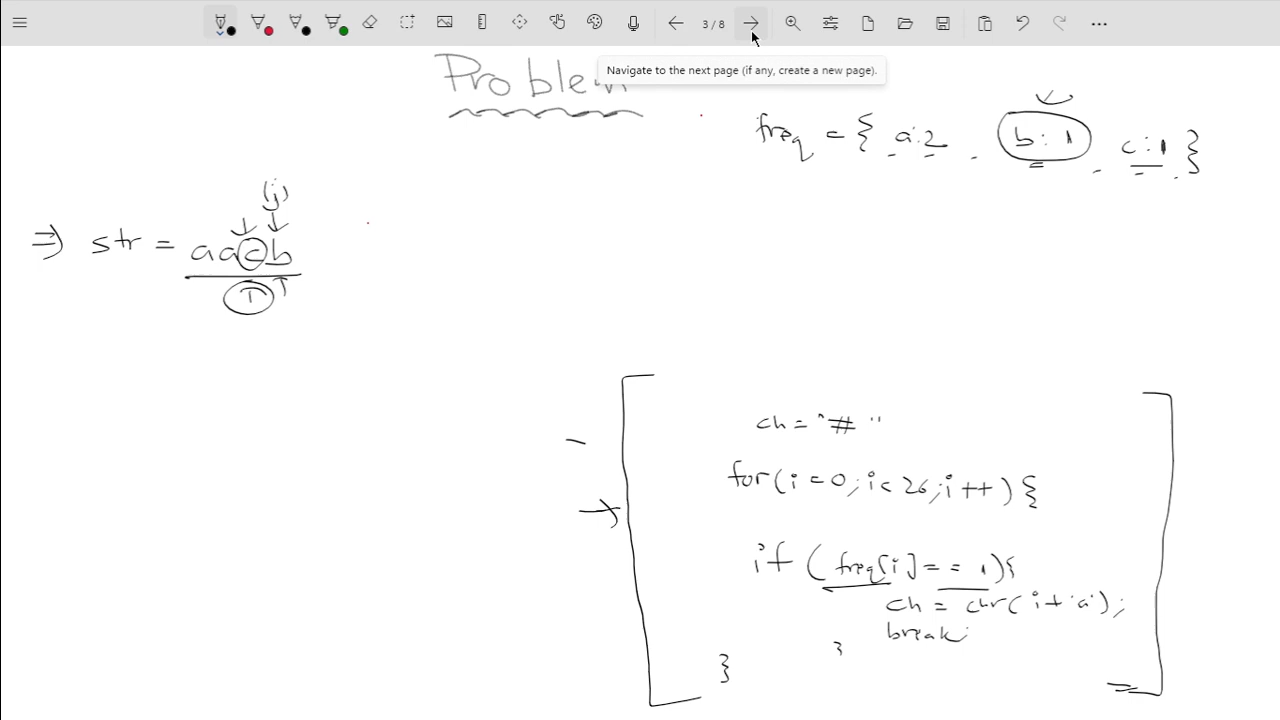 3 / 8
Navigate to the next page (if any, create a new page).
Problem
freq = { a:2 , b:1 , c:1 }
(j)
⇒ str = aacb
ch = "#"
for(i=0;i<26;i++){
if (freq[i]==1){
ch = chr(i+'a');
break;
}
}